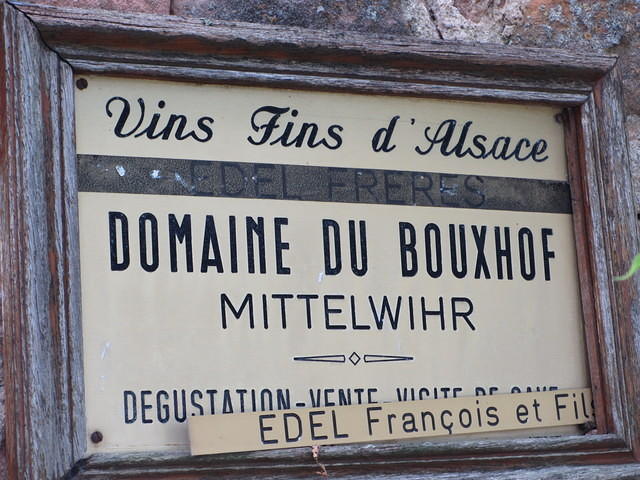 Vins Fins d'Alsace
EDEL FRERES
DOMAINE DU BOUXHOF
MITTELWIHR
DEGUSTATION-VENTE-VISITE DE CAVE
EDEL François et Fils